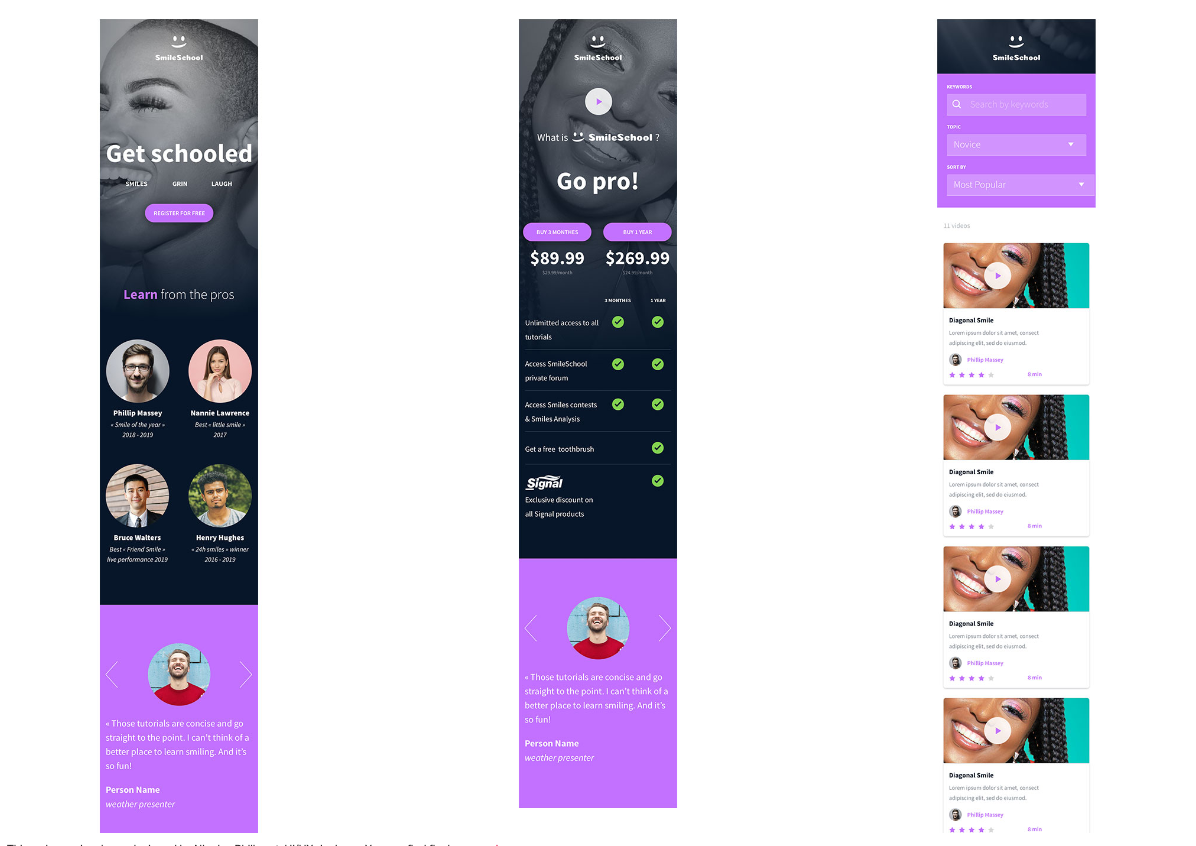 SmileSchool
Get schooled
SMILES GRIN LAUGH
REGISTER FOR FREE
Learn from the pros
Phillip Massey
« Smile of the year »
2018 - 2019
Nannie Lawrence
Best « little smile »
2017
Bruce Walters
Best « Friend Smile »
live performance 2019
Henry Hughes
« 24h smiles » winner
2016 - 2019
« Those tutorials are concise and go
straight to the point. I can't think of a
better place to learn smiling. And it's
so fun!
Person Name
weather presenter
SmileSchool
What is SmileSchool ?
Go pro!
BUY 3 MONTHES
$89.99
BUY 1 YEAR
$269.99
3 MONTHES 1 YEAR
Unlimitted access to all
tutorials
Access SmileSchool
private forum
Access Smiles contests
& Smiles Analysis
Get a free toothbrush
Signal
Exclusive discount on
all Signal products
« Those tutorials are concise and go
straight to the point. I can't think of a
better place to learn smiling. And it's
so fun!
Person Name
weather presenter
SmileSchool
KEYWORDS
Search by keywords
TOPIC
Novice
SORT BY
Most Popular
11 videos
Diagonal Smile
Lorem ipsum dolor sit amet, consect
adipiscing elit, sed do eiusmod.
Phillip Massey
8 min
Diagonal Smile
Lorem ipsum dolor sit amet, consect
adipiscing elit, sed do eiusmod.
Phillip Massey
8 min
Diagonal Smile
Lorem ipsum dolor sit amet, consect
adipiscing elit, sed do eiusmod.
Phillip Massey
8 min
Diagonal Smile
Lorem ipsum dolor sit amet, consect
adipiscing elit, sed do eiusmod.
Phillip Massey
8 min